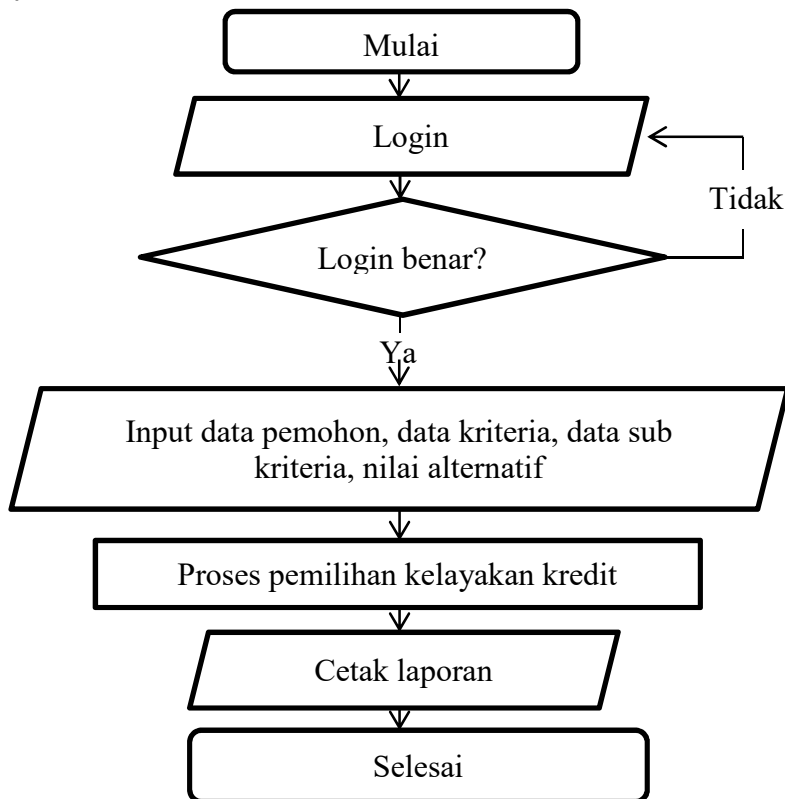 Mulai
Login
Tidak
Login benar?
Ya
Input data pemohon, data kriteria, data sub
kriteria, nilai alternatif
Proses pemilihan kelayakan kredit
Cetak laporan
Selesai